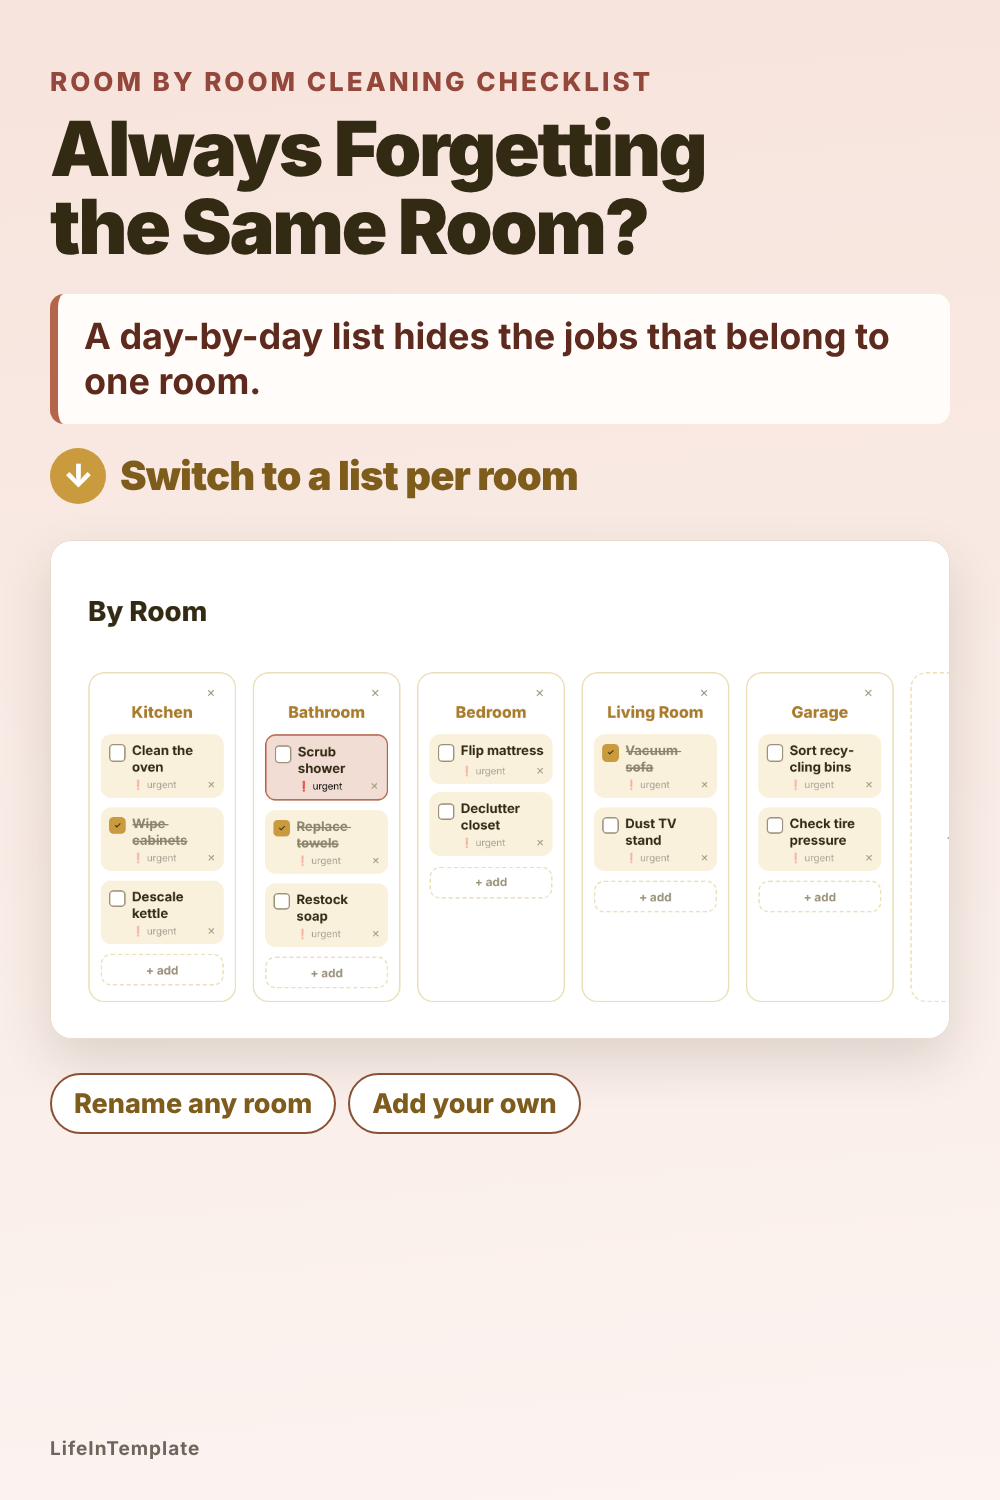 ROOM BY ROOM CLEANING CHECKLIST
Always Forgetting
the Same Room?
A day-by-day list hides the jobs that belong to
one room.
Switch to a list per room
By Room
Kitchen
Clean the
oven
urgent
Wipe
cabinets
urgent
Descale
kettle
urgent
+ add
Bathroom
Scrub
shower
urgent
Replace
towels
urgent
Restock
soap
urgent
+ add
Bedroom
Flip mattress
urgent
Declutter
closet
urgent
+ add
Living Room
Vacuum
sofa
urgent
Dust TV
stand
urgent
+ add
Garage
Sort recy-
cling bins
urgent
Check tire
pressure
urgent
+ add
Rename any room
Add your own
LifeInTemplate